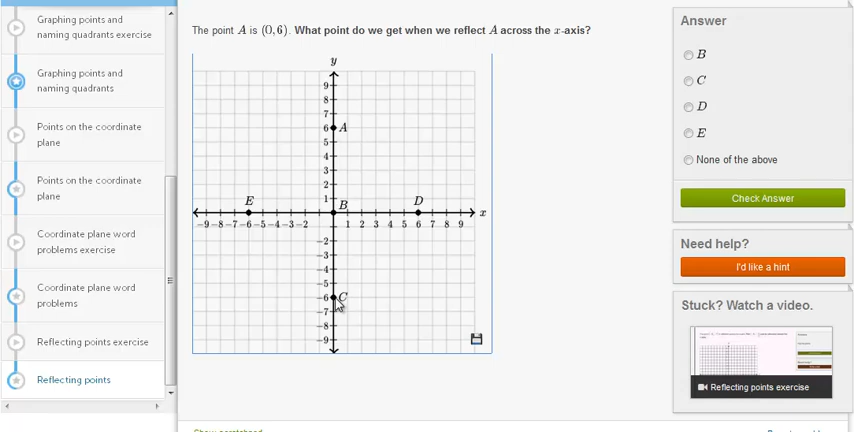 Graphing points and
naming quadrants exercise
Graphing points and
naming quadrants
Points on the coordinate
plane
Points on the coordinate
plane
Coordinate plane word
problems exercise
Coordinate plane word
problems
Reflecting points exercise
Reflecting points
The point A is (0, 6). What point do we get when we reflect A across the x-axis?
y
9
8
7
6 A
5
4
3
2
1
E B D
x
−9 −8 −7 −6 −5 −4 −3 −2 1 2 3 4 5 6 7 8 9
−2
−3
−4
−5
−6 C
−7
−8
−9
Answer
B
C
D
E
None of the above
Check Answer
Need help?
I'd like a hint
Stuck? Watch a video.
Reflecting points exercise